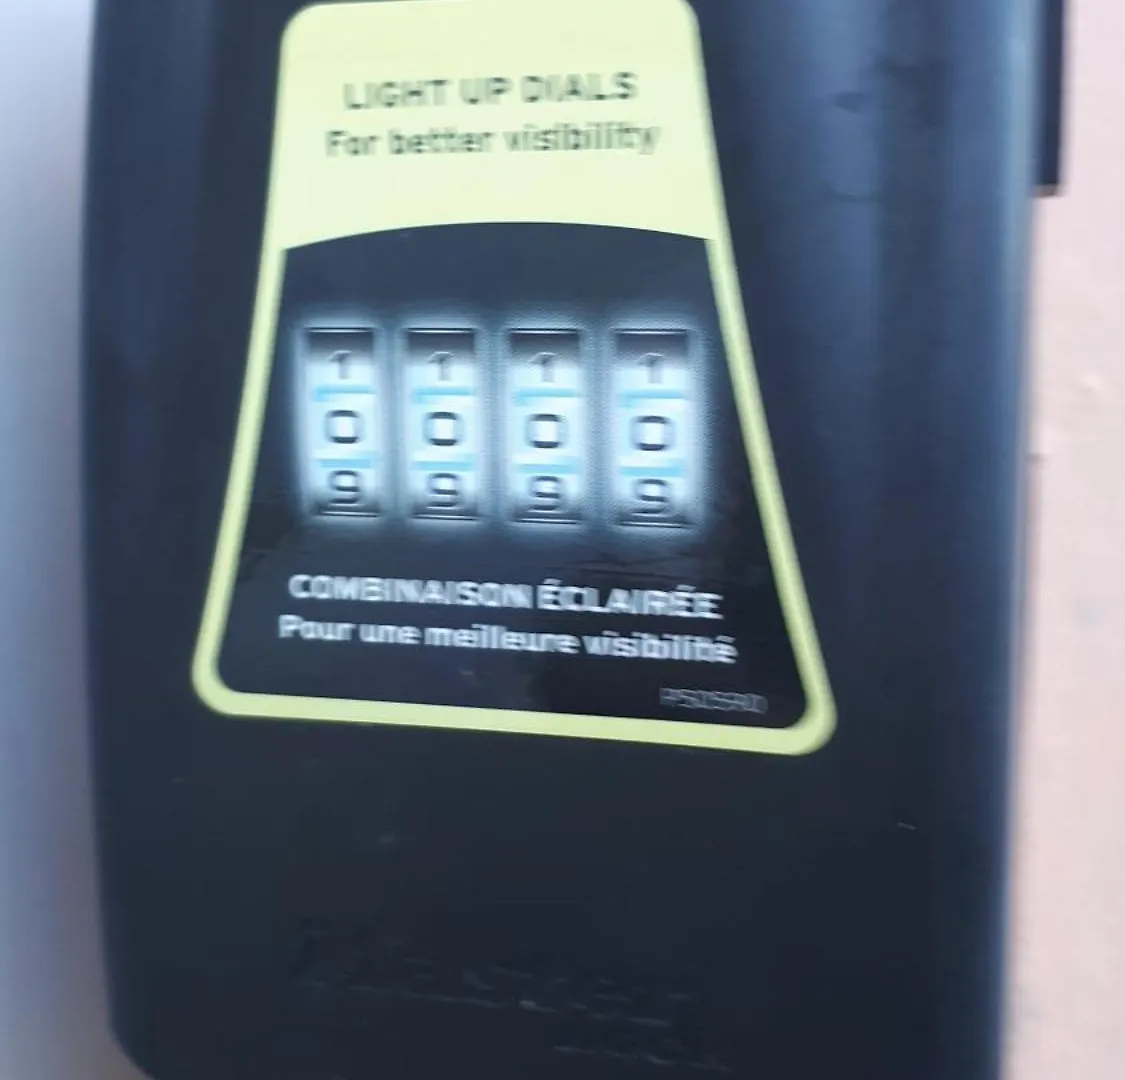 LIGHT UP DIALS
For better visibility
1 1 1 1
0 0 0 0
9 9 9 9
COMBINAISON ÉCLAIRÉE
Pour une meilleure visibilité